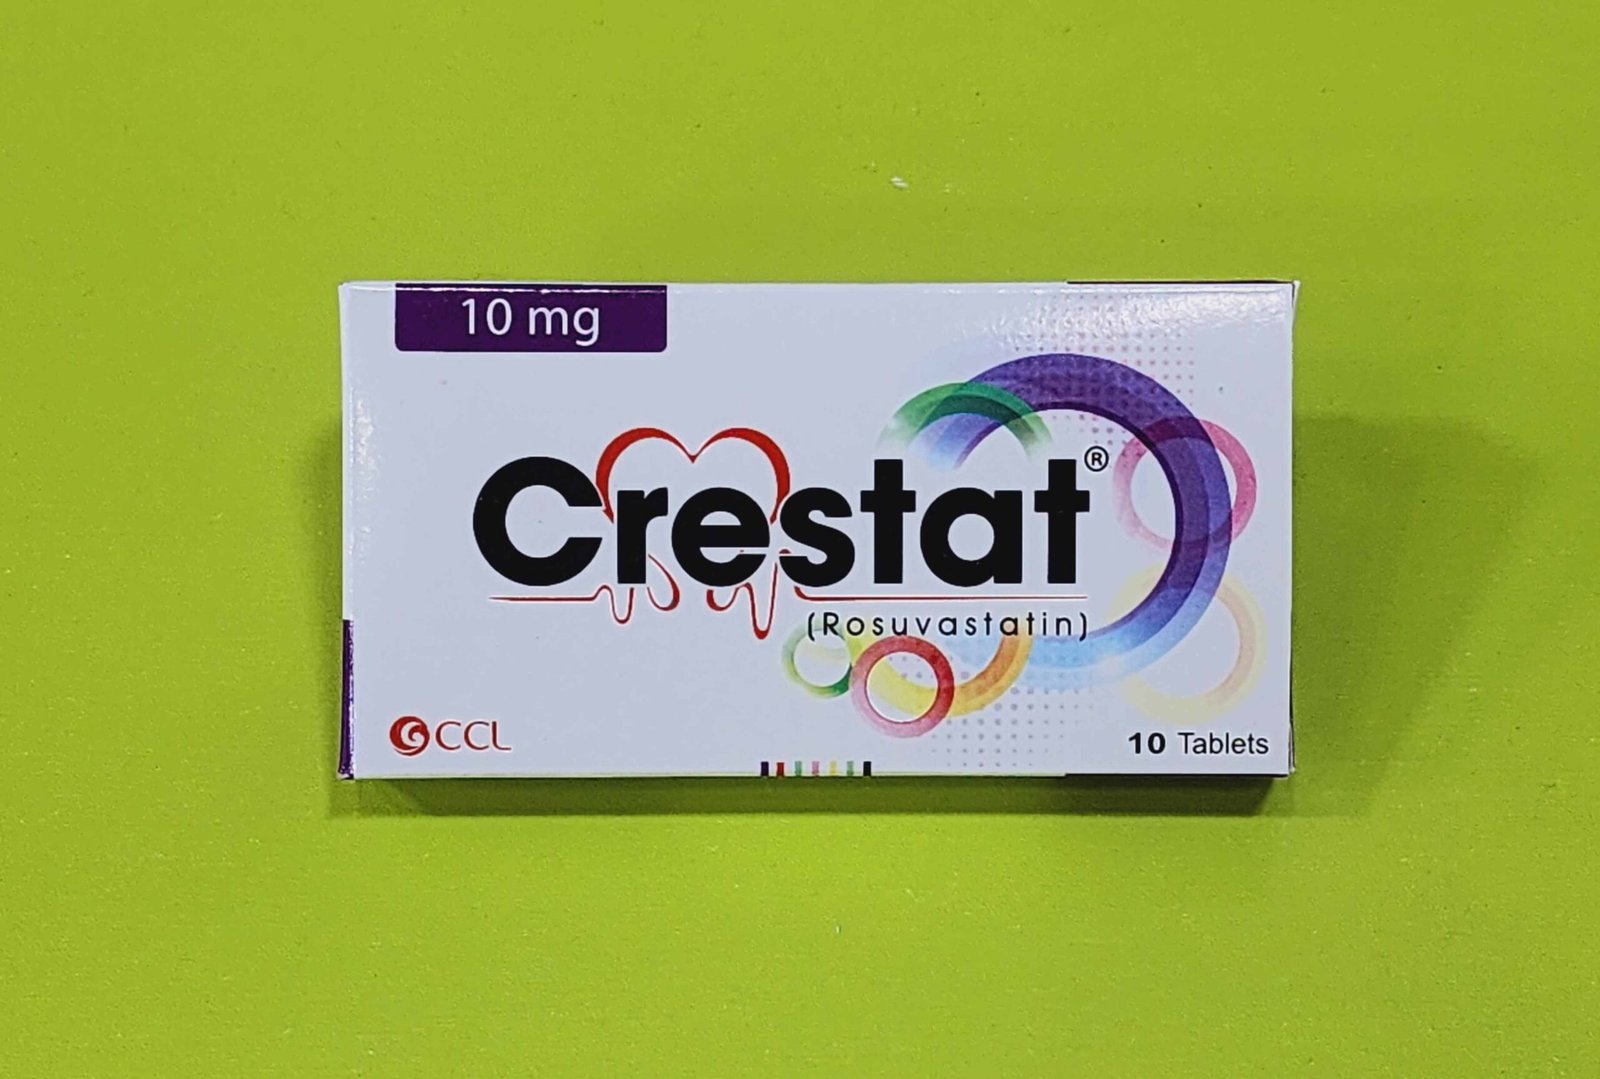 10 mg
Crestat®
(Rosuvastatin)
CCL
10 Tablets